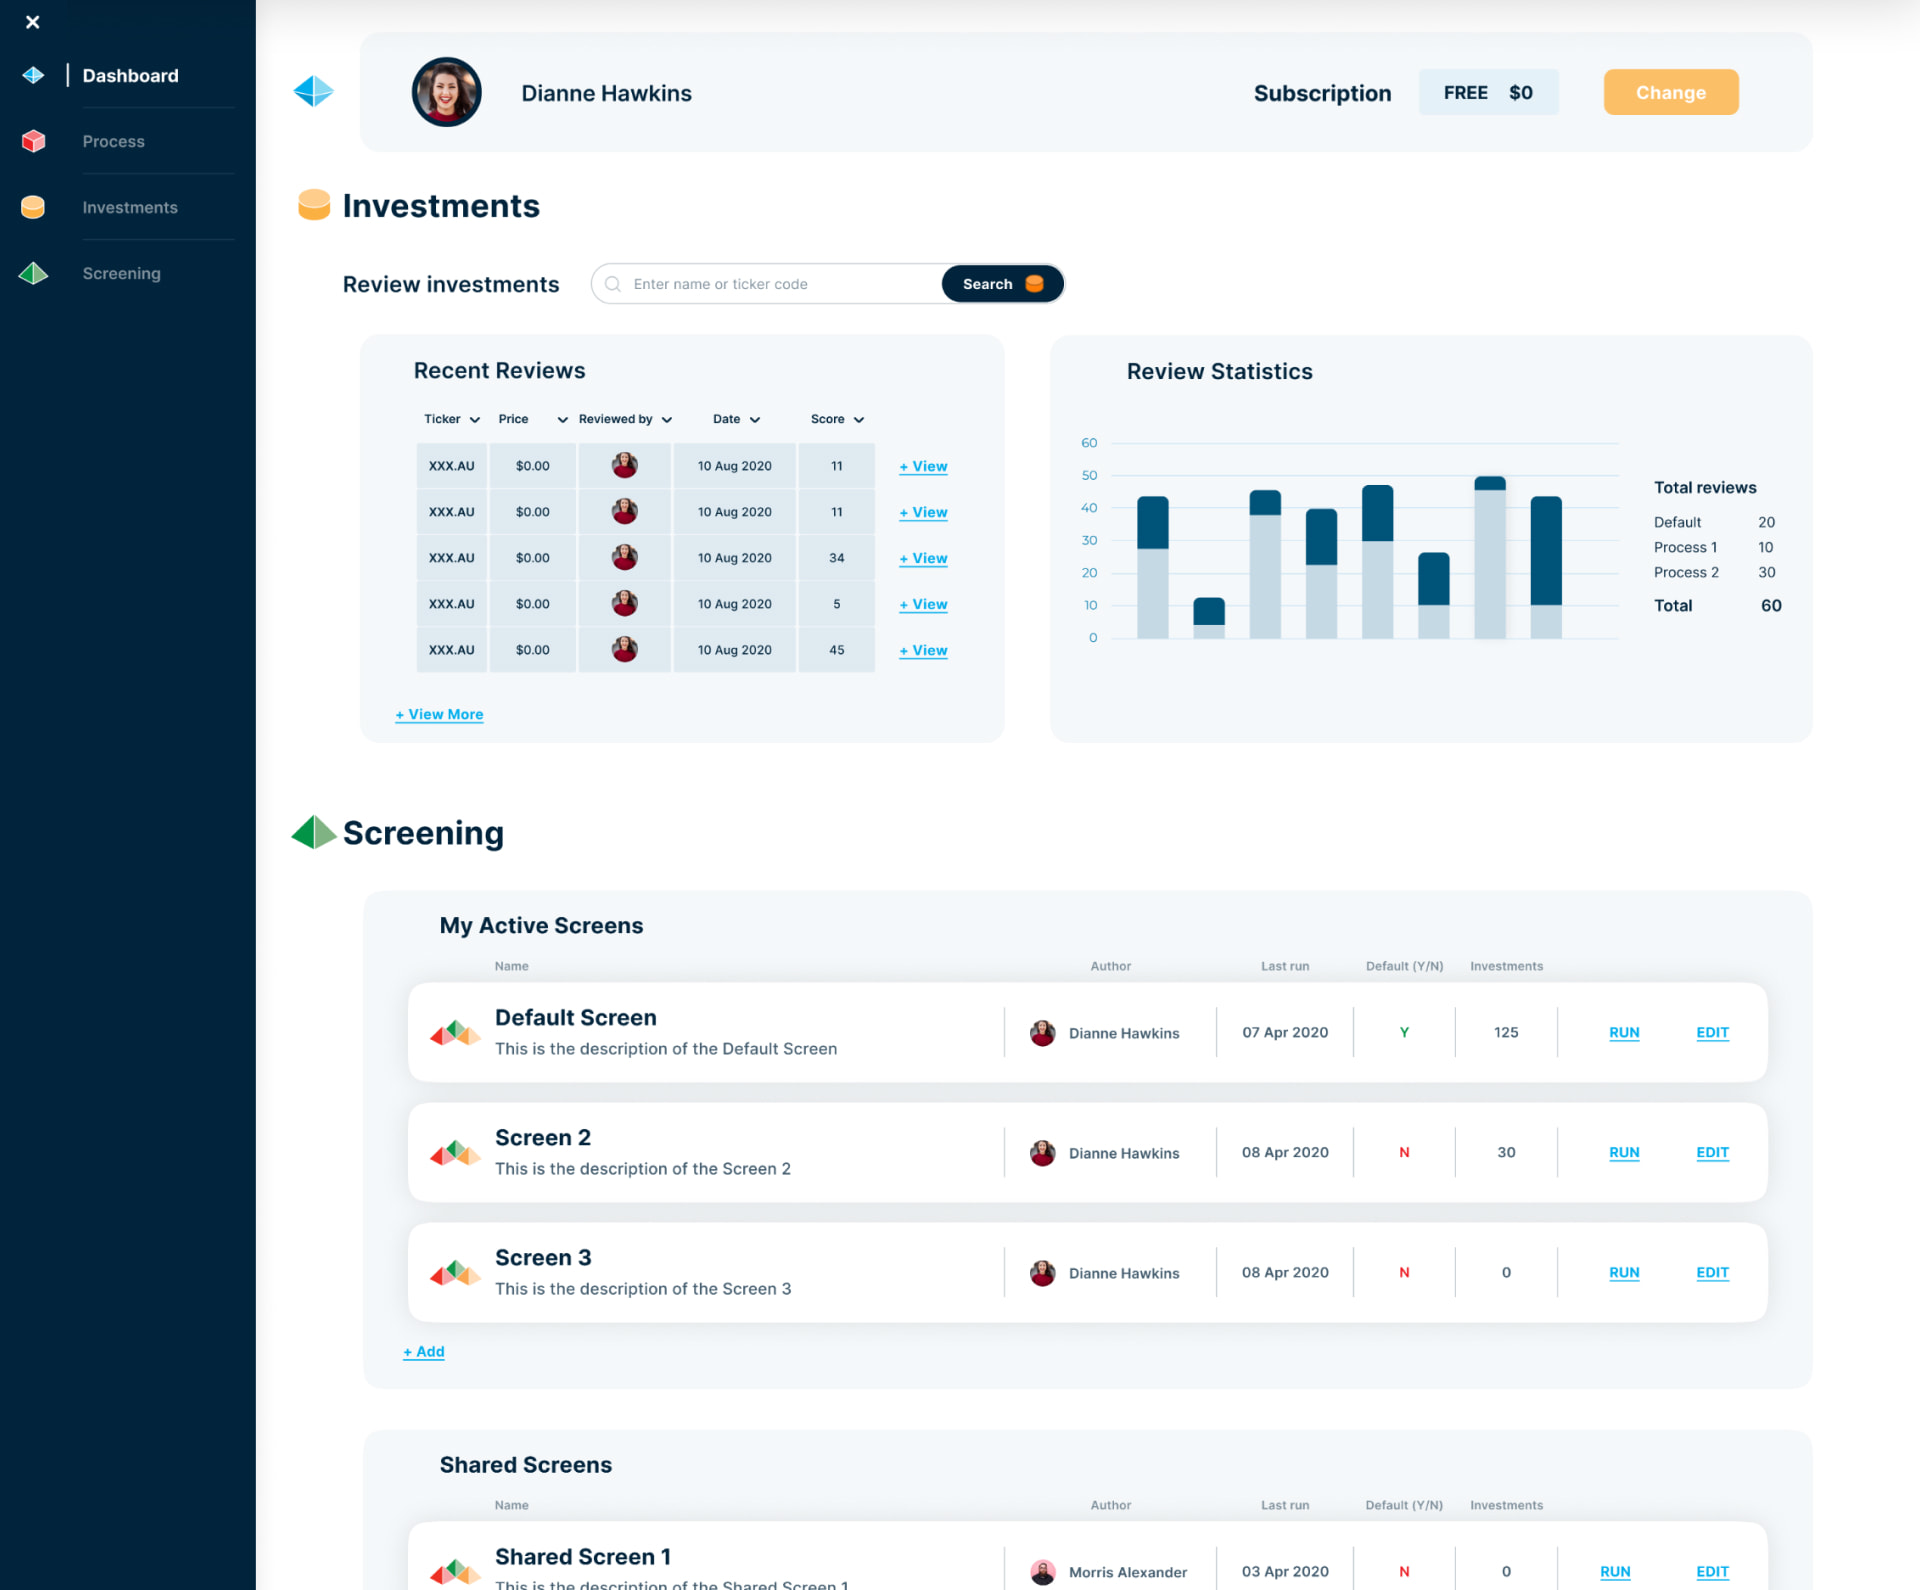 Dashboard
Process
Investments
Screening
Dianne Hawkins
Subscription FREE $0 Change
Investments
Review investments Enter name or ticker code Search
Recent Reviews
Ticker Price Reviewed by Date Score
XXX.AU $0.00 10 Aug 2020 11 + View
XXX.AU $0.00 10 Aug 2020 11 + View
XXX.AU $0.00 10 Aug 2020 34 + View
XXX.AU $0.00 10 Aug 2020 5 + View
XXX.AU $0.00 10 Aug 2020 45 + View
+ View More
Review Statistics
60
50
40
30
20
10
0
Total reviews
Default 20
Process 1 10
Process 2 30
Total 60
Screening
My Active Screens
Name Author Last run Default (Y/N) Investments
Default Screen
This is the description of the Default Screen
Dianne Hawkins 07 Apr 2020 Y 125 RUN EDIT
Screen 2
This is the description of the Screen 2
Dianne Hawkins 08 Apr 2020 N 30 RUN EDIT
Screen 3
This is the description of the Screen 3
Dianne Hawkins 08 Apr 2020 N 0 RUN EDIT
+ Add
Shared Screens
Name Author Last run Default (Y/N) Investments
Shared Screen 1
This is the description of the Shared Screen 1
Morris Alexander 03 Apr 2020 N 0 RUN EDIT